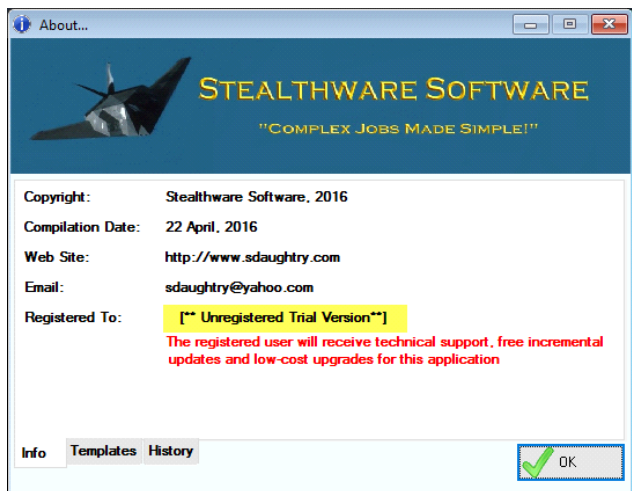 About...
STEALTHWARE SOFTWARE
"COMPLEX JOBS MADE SIMPLE!"
Copyright: Stealthware Software, 2016
Compilation Date: 22 April, 2016
Web Site: http://www.sdaughtry.com
Email: sdaughtry@yahoo.com
Registered To: [** Unregistered Trial Version**]
The registered user will receive technical support, free incremental
updates and low-cost upgrades for this application
Info Templates History
OK